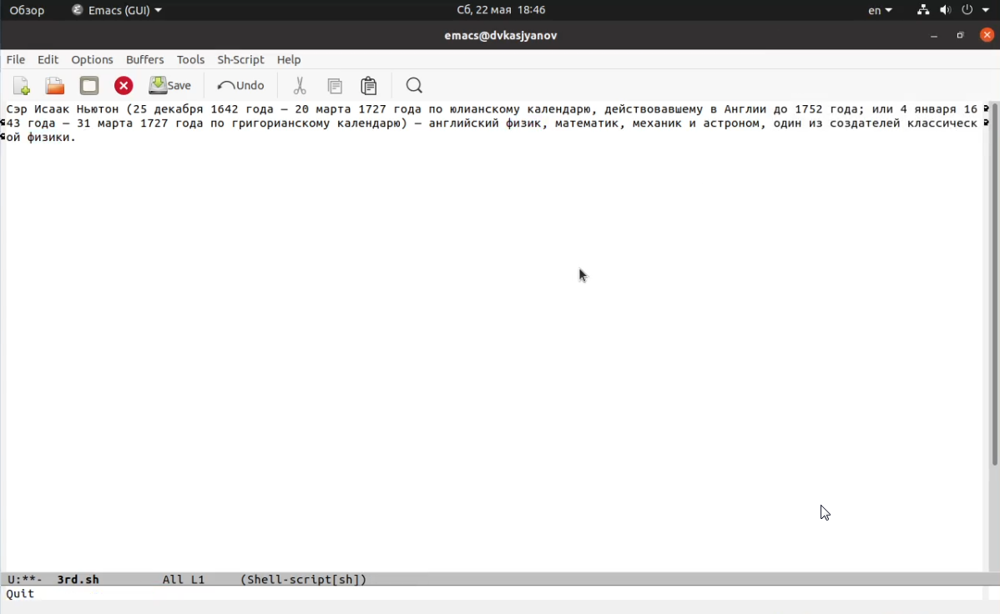 Обзор Emacs (GUI) Сб, 22 мая 18:46 en
emacs@dvkasjyanov
File Edit Options Buffers Tools Sh-Script Help
Save Undo
Сэр Исаак Ньютон (25 декабря 1642 года — 20 марта 1727 года по юлианскому календарю, действовавшему в Англии до 1752 года; или 4 января 16
43 года — 31 марта 1727 года по григорианскому календарю) — английский физик, математик, механик и астроном, один из создателей классическ
ой физики.
U:**- 3rd.sh All L1 (Shell-script[sh])
Quit